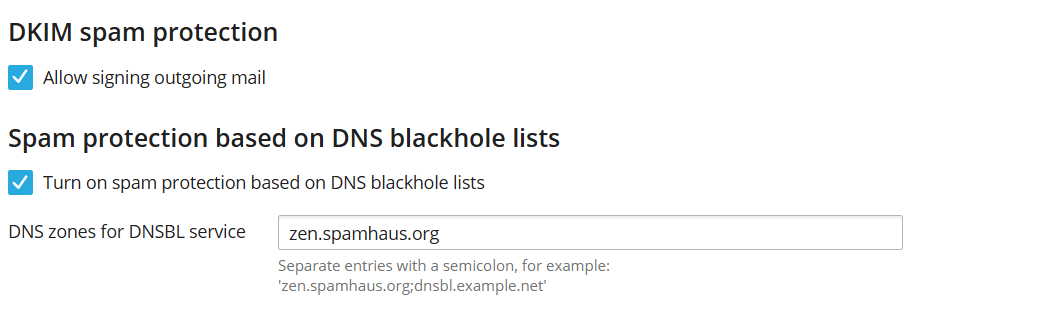 DKIM spam protection
Allow signing outgoing mail
Spam protection based on DNS blackhole lists
Turn on spam protection based on DNS blackhole lists
DNS zones for DNSBL service
zen.spamhaus.org
Separate entries with a semicolon, for example:
'zen.spamhaus.org;dnsbl.example.net'